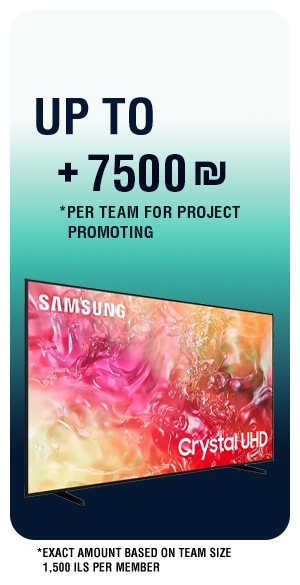 UP TO
+ 7500 ₪
*PER TEAM FOR PROJECT
PROMOTING
SAMSUNG
Crystal UHD
*EXACT AMOUNT BASED ON TEAM SIZE
1,500 ILS PER MEMBER